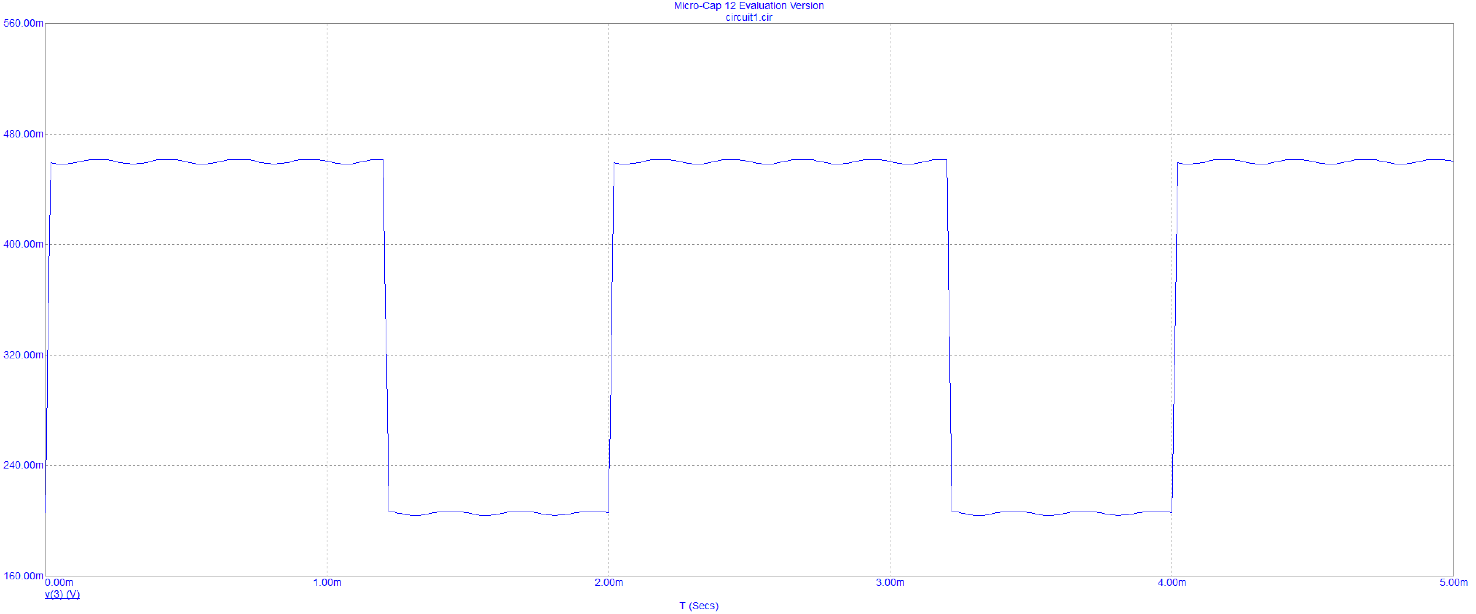 Micro-Cap 12 Evaluation Version
circuit1.cir
560.00m
480.00m
400.00m
320.00m
240.00m
160.00m
0.00m 1.00m 2.00m 3.00m 4.00m 5.00m
v(3) (V)
T (Secs)